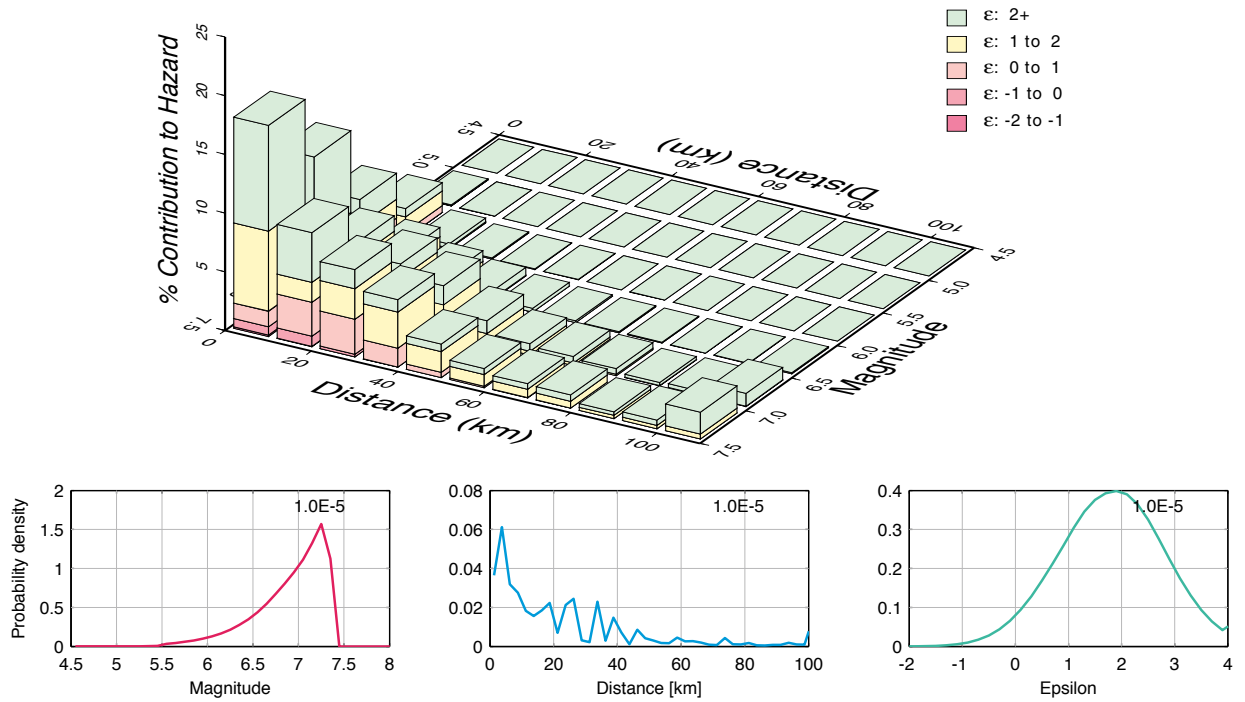 ε: 2+
ε: 1 to 2
ε: 0 to 1
ε: -1 to 0
ε: -2 to -1
% Contribution to Hazard
25
20
15
10
5
7.5
0
20
40
60
80
100
Distance (km)
4.5
5.0
0
20
40
60
80
100
Distance (km)
4.5
5.0
5.5
6.0
6.5
7.0
7.5
Magnitude
Probability density
2
1.5
1
0.5
0
1.0E-5
4.5 5 5.5 6 6.5 7 7.5 8
Magnitude
0.08
0.06
0.04
0.02
0
1.0E-5
0 20 40 60 80 100
Distance [km]
0.4
0.3
0.2
0.1
0
1.0E-5
-2 -1 0 1 2 3 4
Epsilon